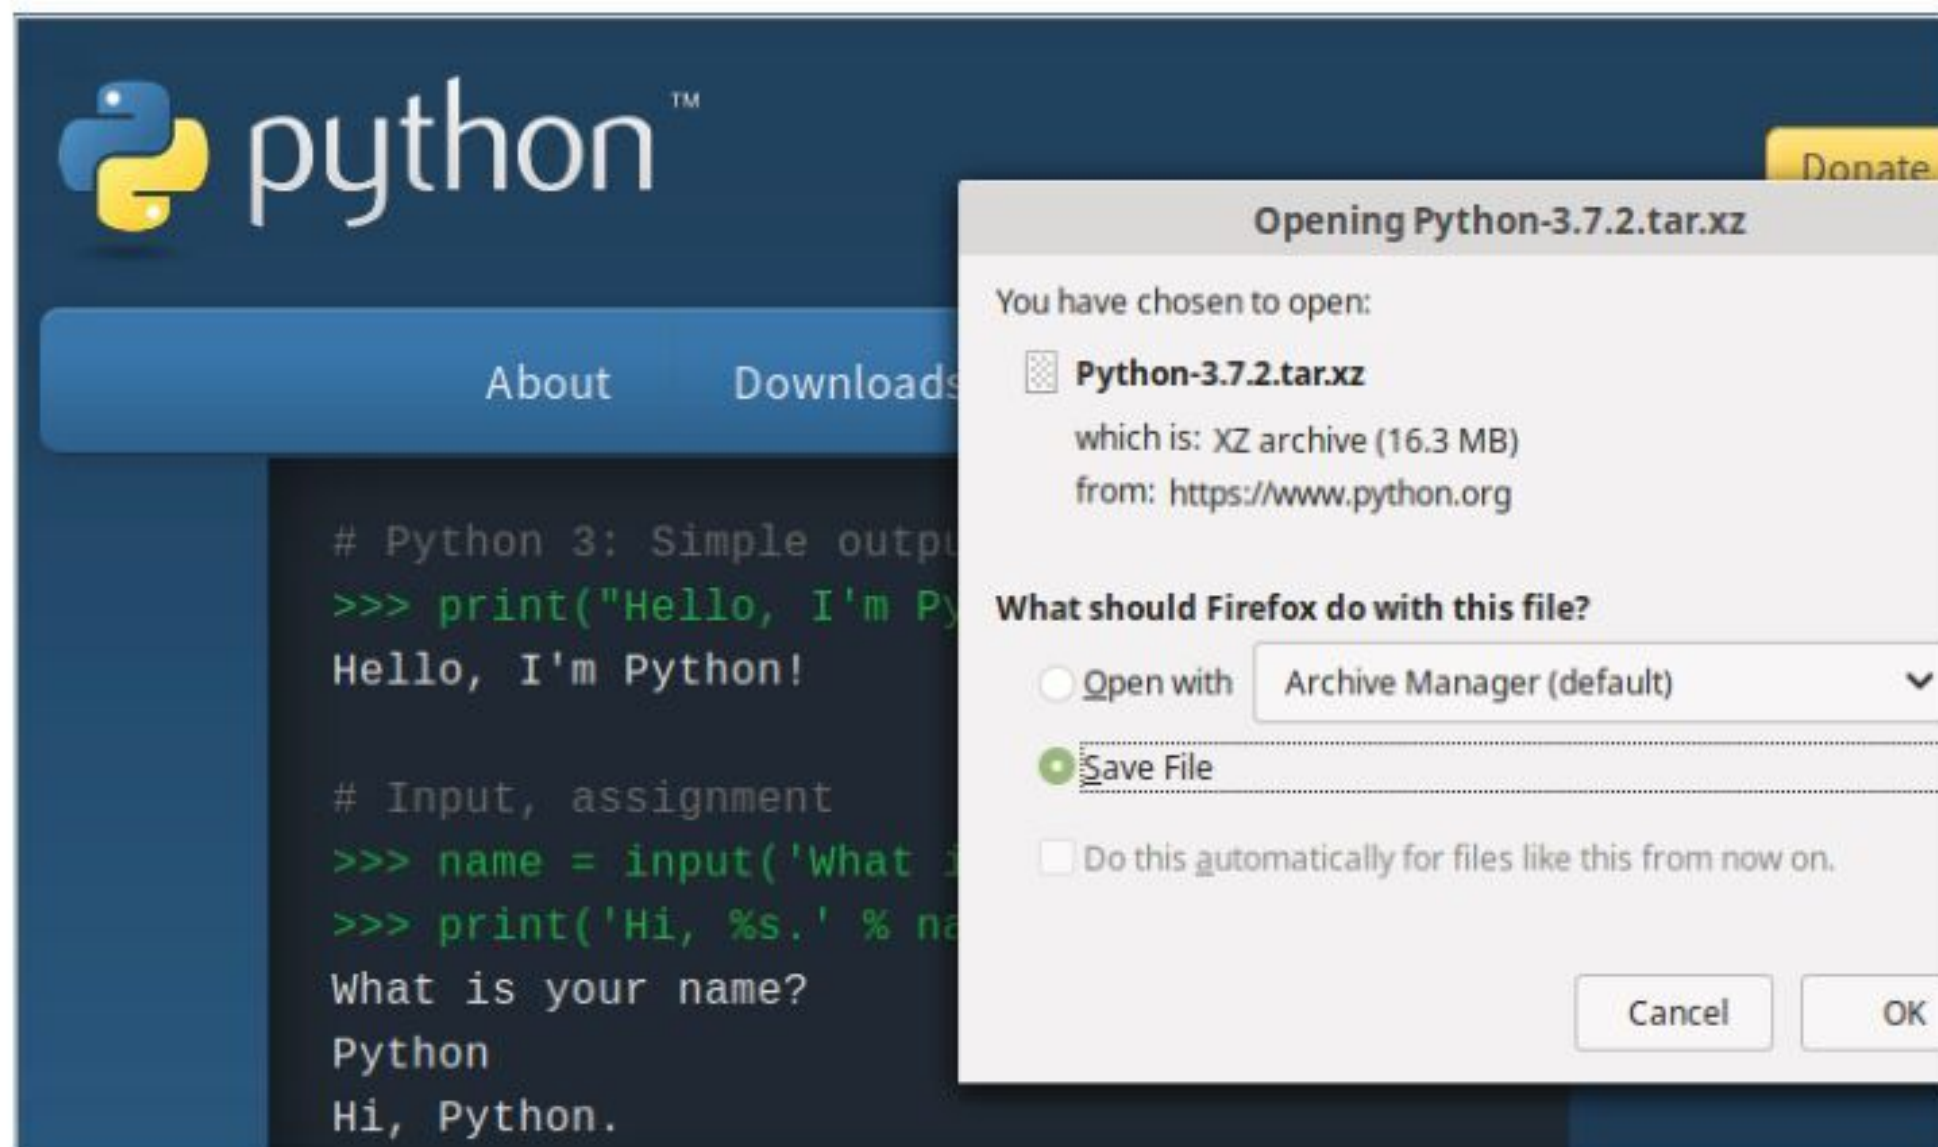 python™
Donate
About Downloads
# Python 3: Simple outpu
>>> print("Hello, I'm Py
Hello, I'm Python!
# Input, assignment
>>> name = input('What i
>>> print('Hi, %s.' % na
What is your name?
Python
Hi, Python.
Opening Python-3.7.2.tar.xz
You have chosen to open:
Python-3.7.2.tar.xz
which is: XZ archive (16.3 MB)
from: https://www.python.org
What should Firefox do with this file?
Open with Archive Manager (default)
Save File
Do this automatically for files like this from now on.
Cancel OK